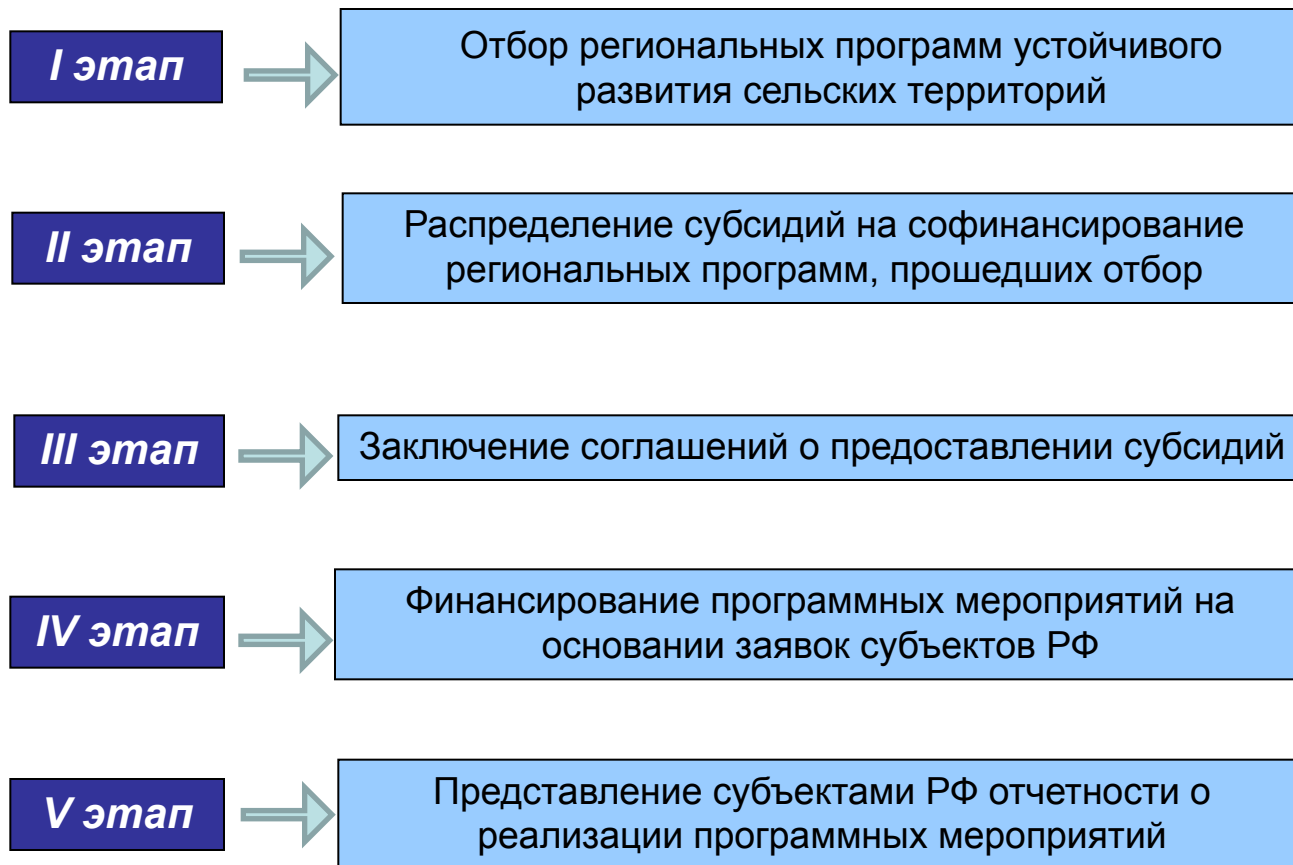 I этап
Отбор региональных программ устойчивого
развития сельских территорий
II этап
Распределение субсидий на софинансирование
региональных программ, прошедших отбор
III этап
Заключение соглашений о предоставлении субсидий
IV этап
Финансирование программных мероприятий на
основании заявок субъектов РФ
V этап
Представление субъектами РФ отчетности о
реализации программных мероприятий